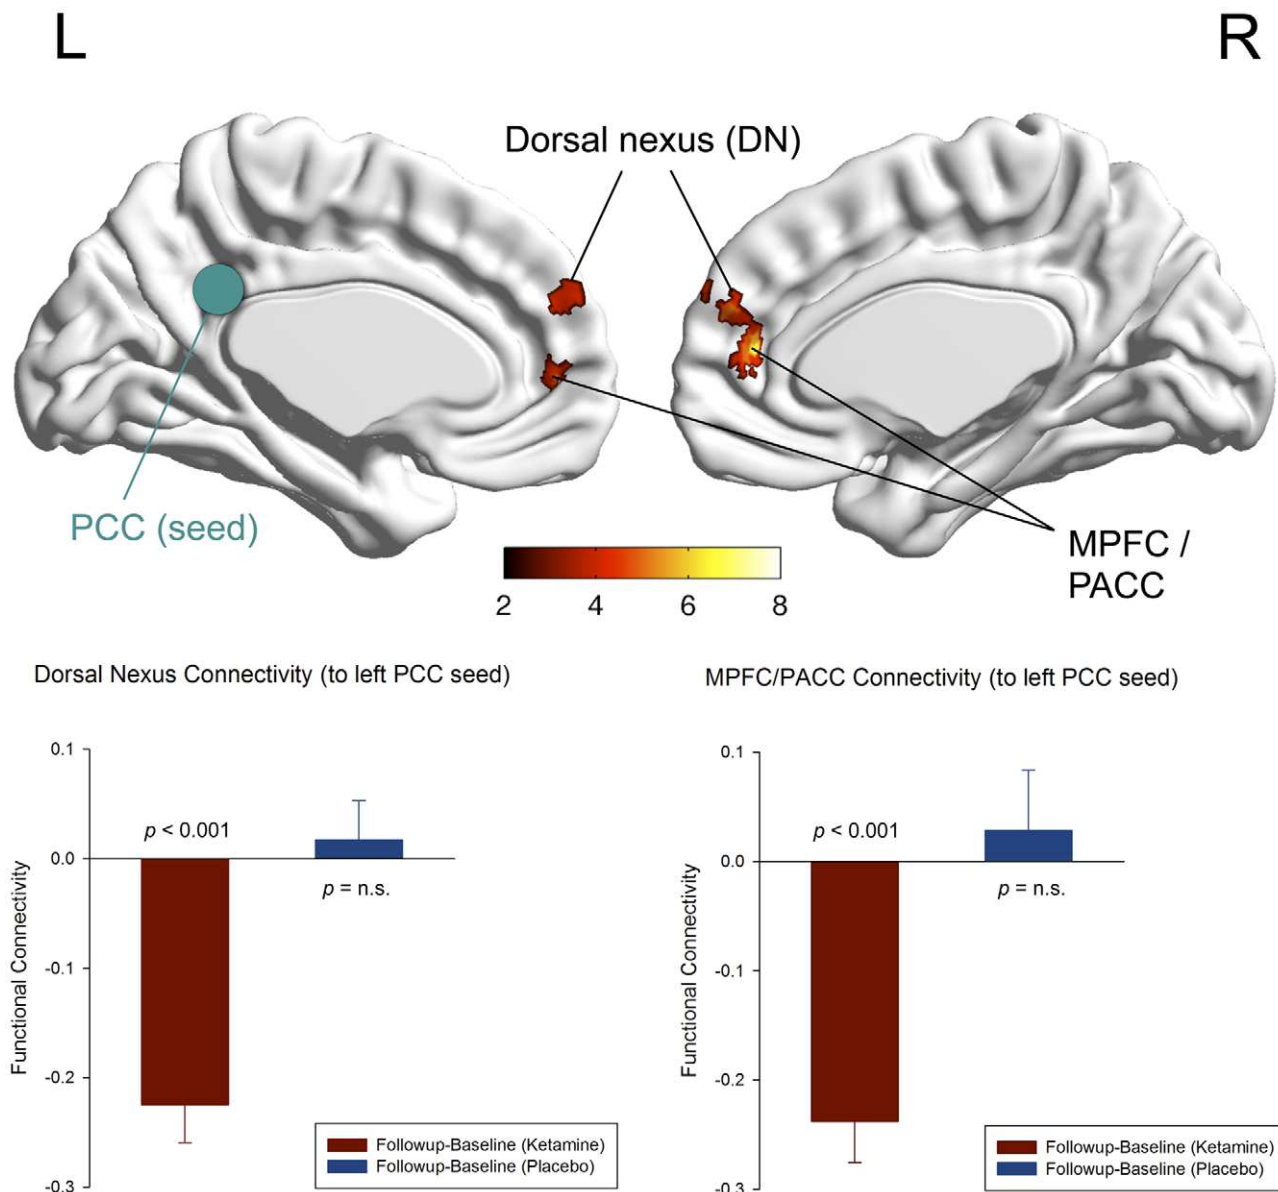 L
R
Dorsal nexus (DN)
PCC (seed)
MPFC /
PACC
2 4 6 8
Dorsal Nexus Connectivity (to left PCC seed)
Functional Connectivity
0.1
0.0
-0.1
-0.2
-0.3
p < 0.001
p = n.s.
Followup-Baseline (Ketamine)
Followup-Baseline (Placebo)
MPFC/PACC Connectivity (to left PCC seed)
Functional Connectivity
0.1
0.0
-0.1
-0.2
-0.3
p < 0.001
p = n.s.
Followup-Baseline (Ketamine)
Followup-Baseline (Placebo)